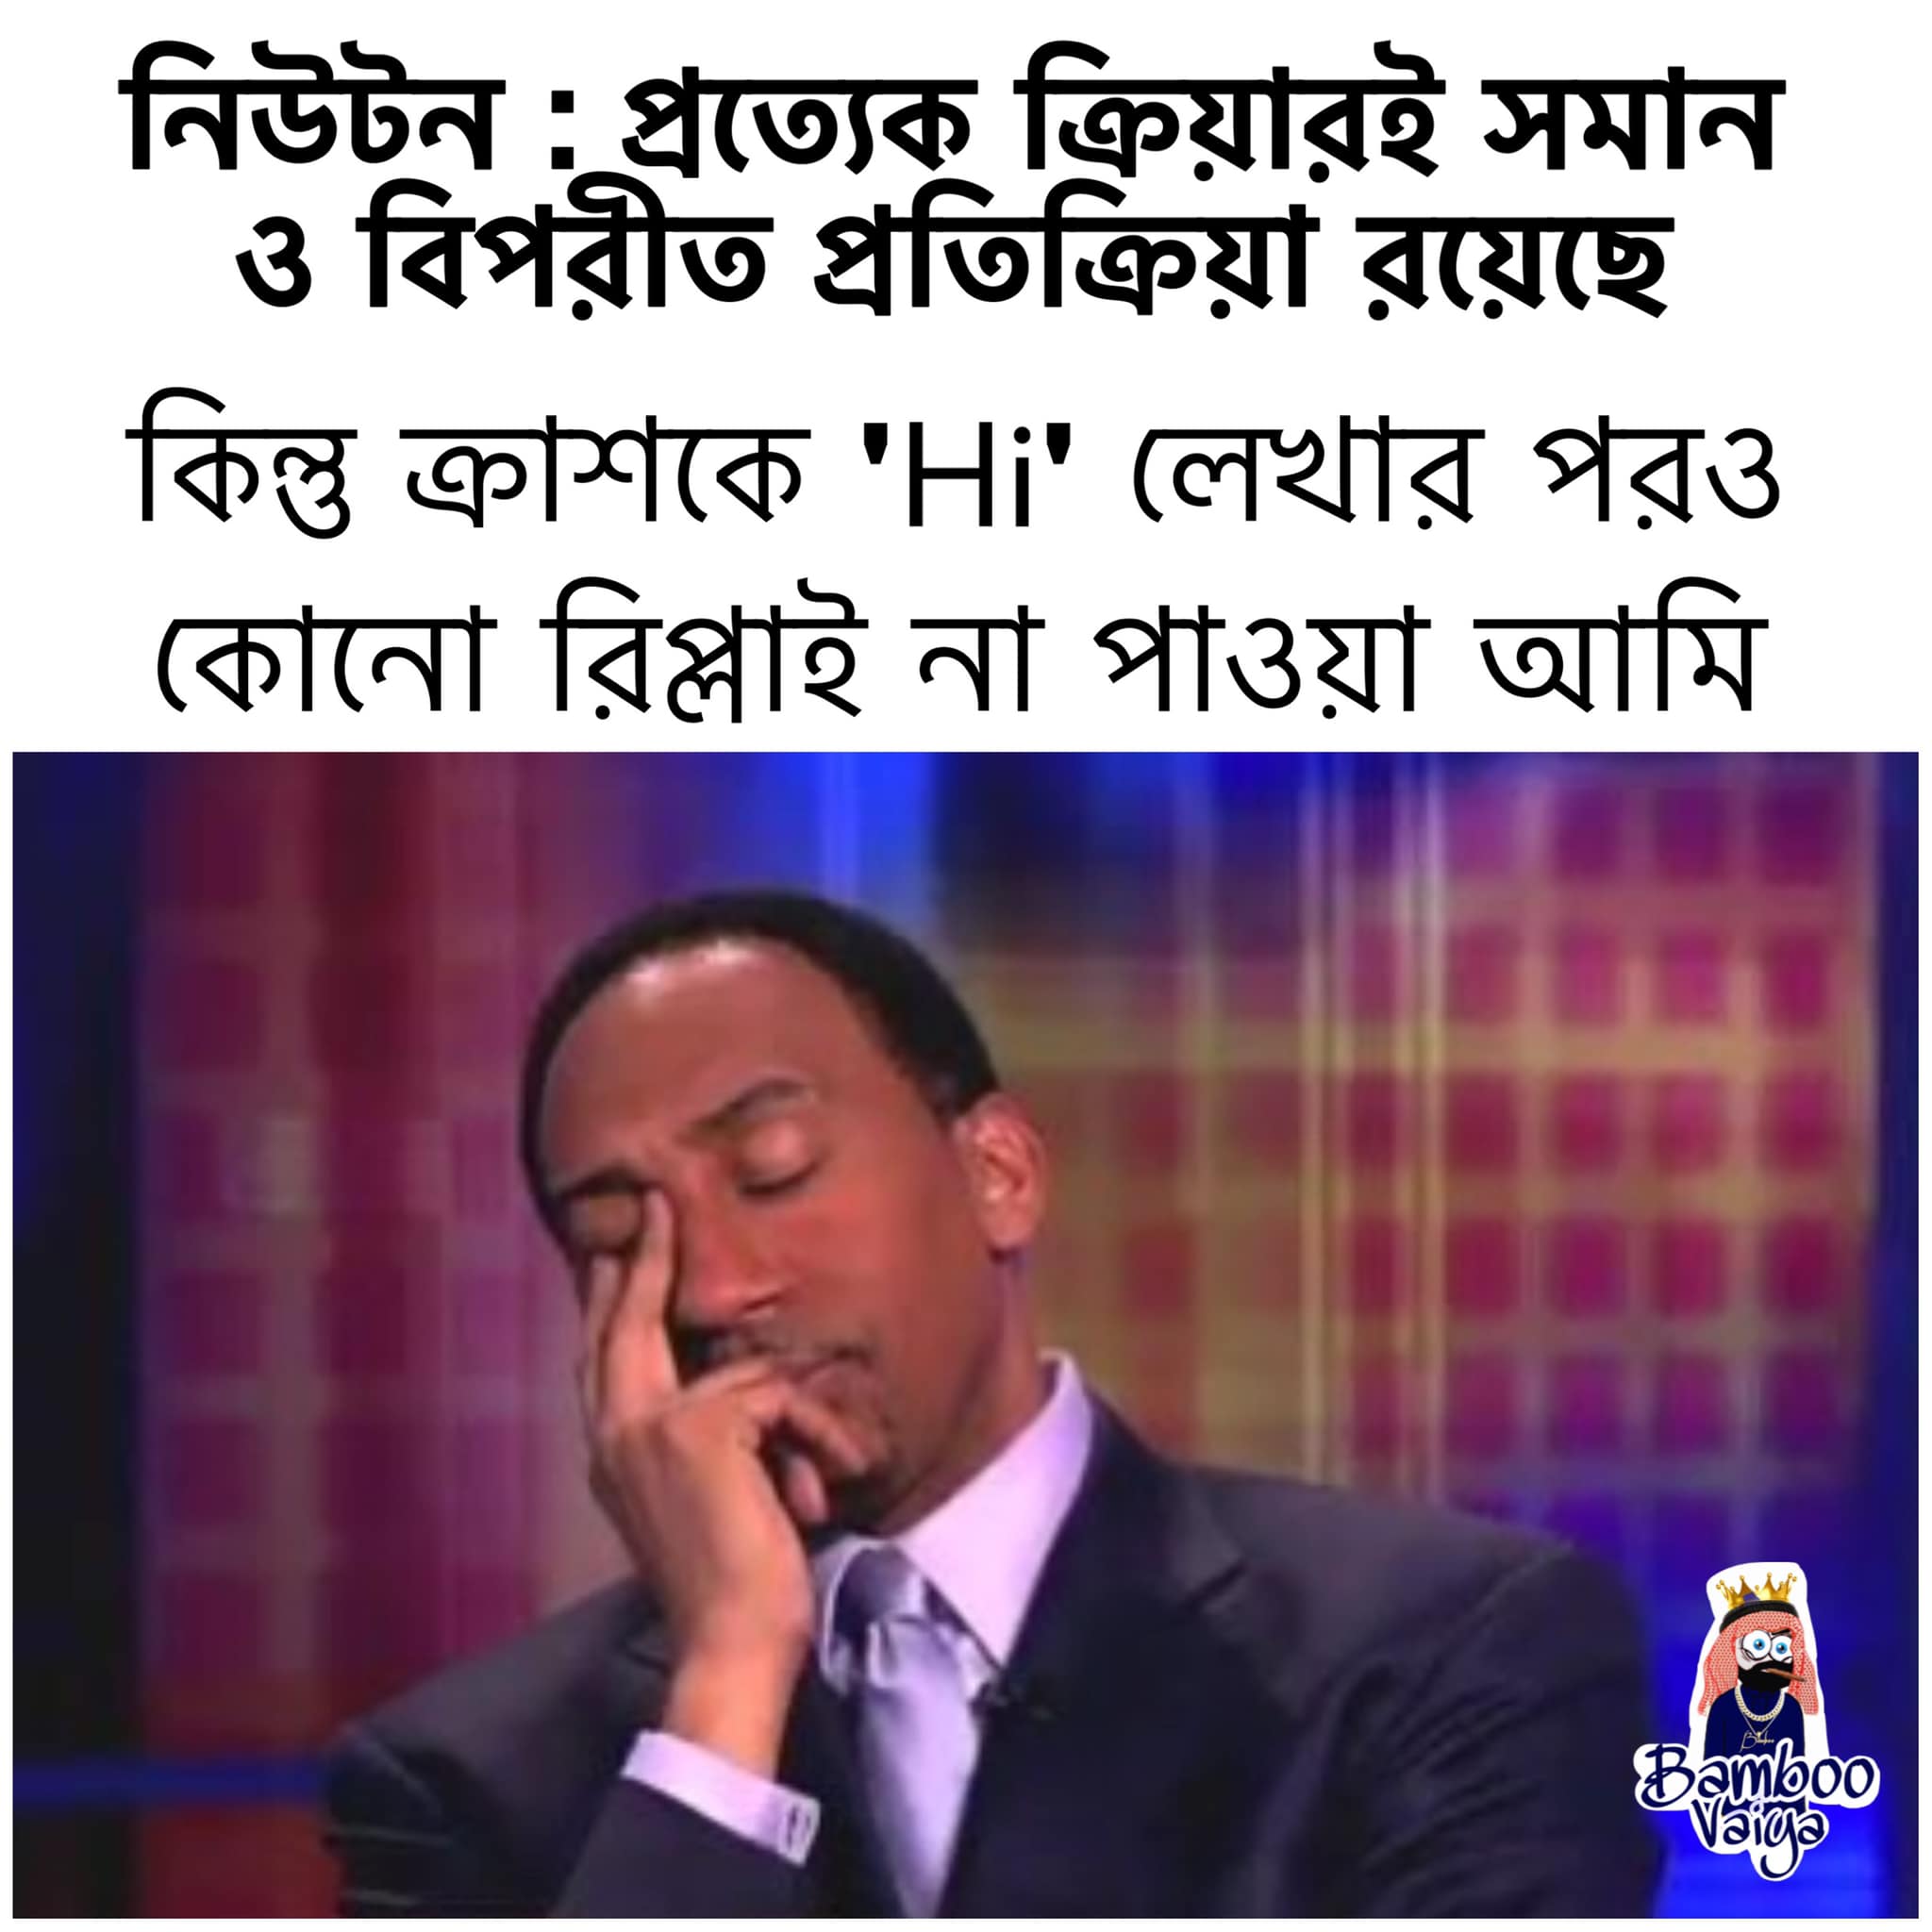 নিউটন : প্রত্যেক ক্রিয়ারই সমান
ও বিপরীত প্রতিক্রিয়া রয়েছে
কিন্তু ক্রাশকে 'Hi' লেখার পরও
কোনো রিপ্লাই না পাওয়া আমি
Bamboo
Vaiya